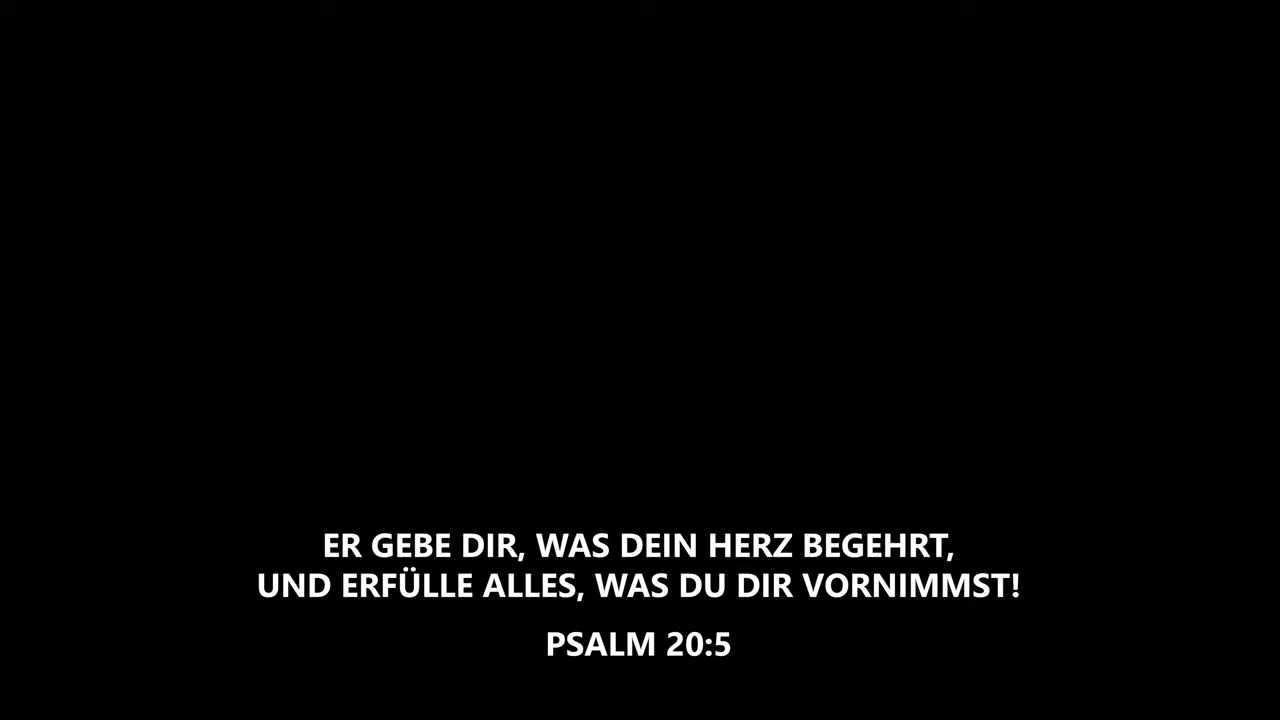 ER GEBE DIR, WAS DEIN HERZ BEGEHRT,
UND ERFÜLLE ALLES, WAS DU DIR VORNIMMST!
PSALM 20:5